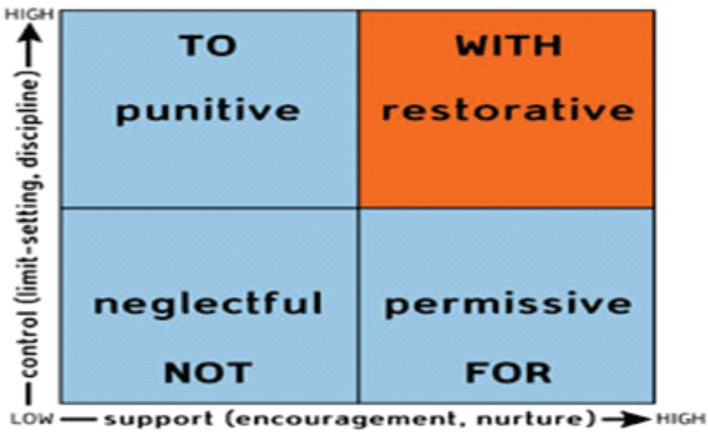 HIGH
control (limit-setting, discipline)
TO
punitive
WITH
restorative
neglectful
NOT
permissive
FOR
LOW
support (encouragement, nurture)
HIGH